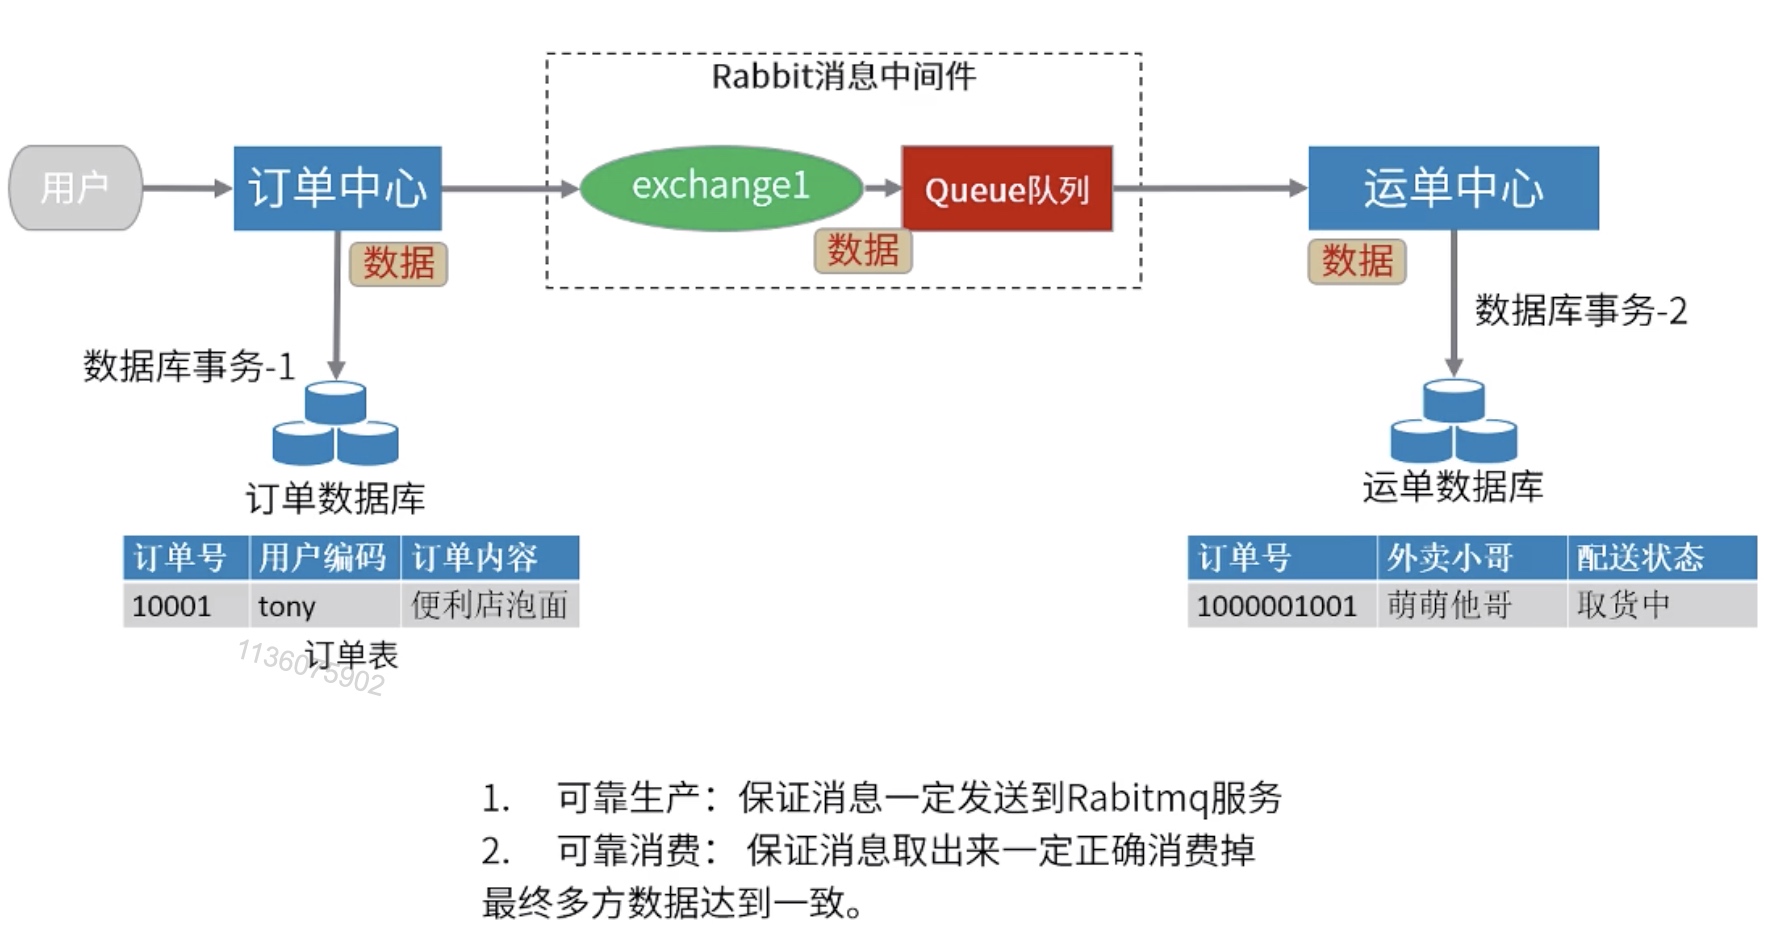 Rabbit消息中间件
用户
订单中心
exchange1
Queue队列
运单中心
数据
数据
数据
数据库事务-1
数据库事务-2
订单数据库
运单数据库
订单号 用户编码 订单内容
10001 tony 便利店泡面
订单表
1136075902
订单号 外卖小哥 配送状态
1000001001 萌萌他哥 取货中
1. 可靠生产：保证消息一定发送到Rabitmq服务
2. 可靠消费： 保证消息取出来一定正确消费掉
最终多方数据达到一致。